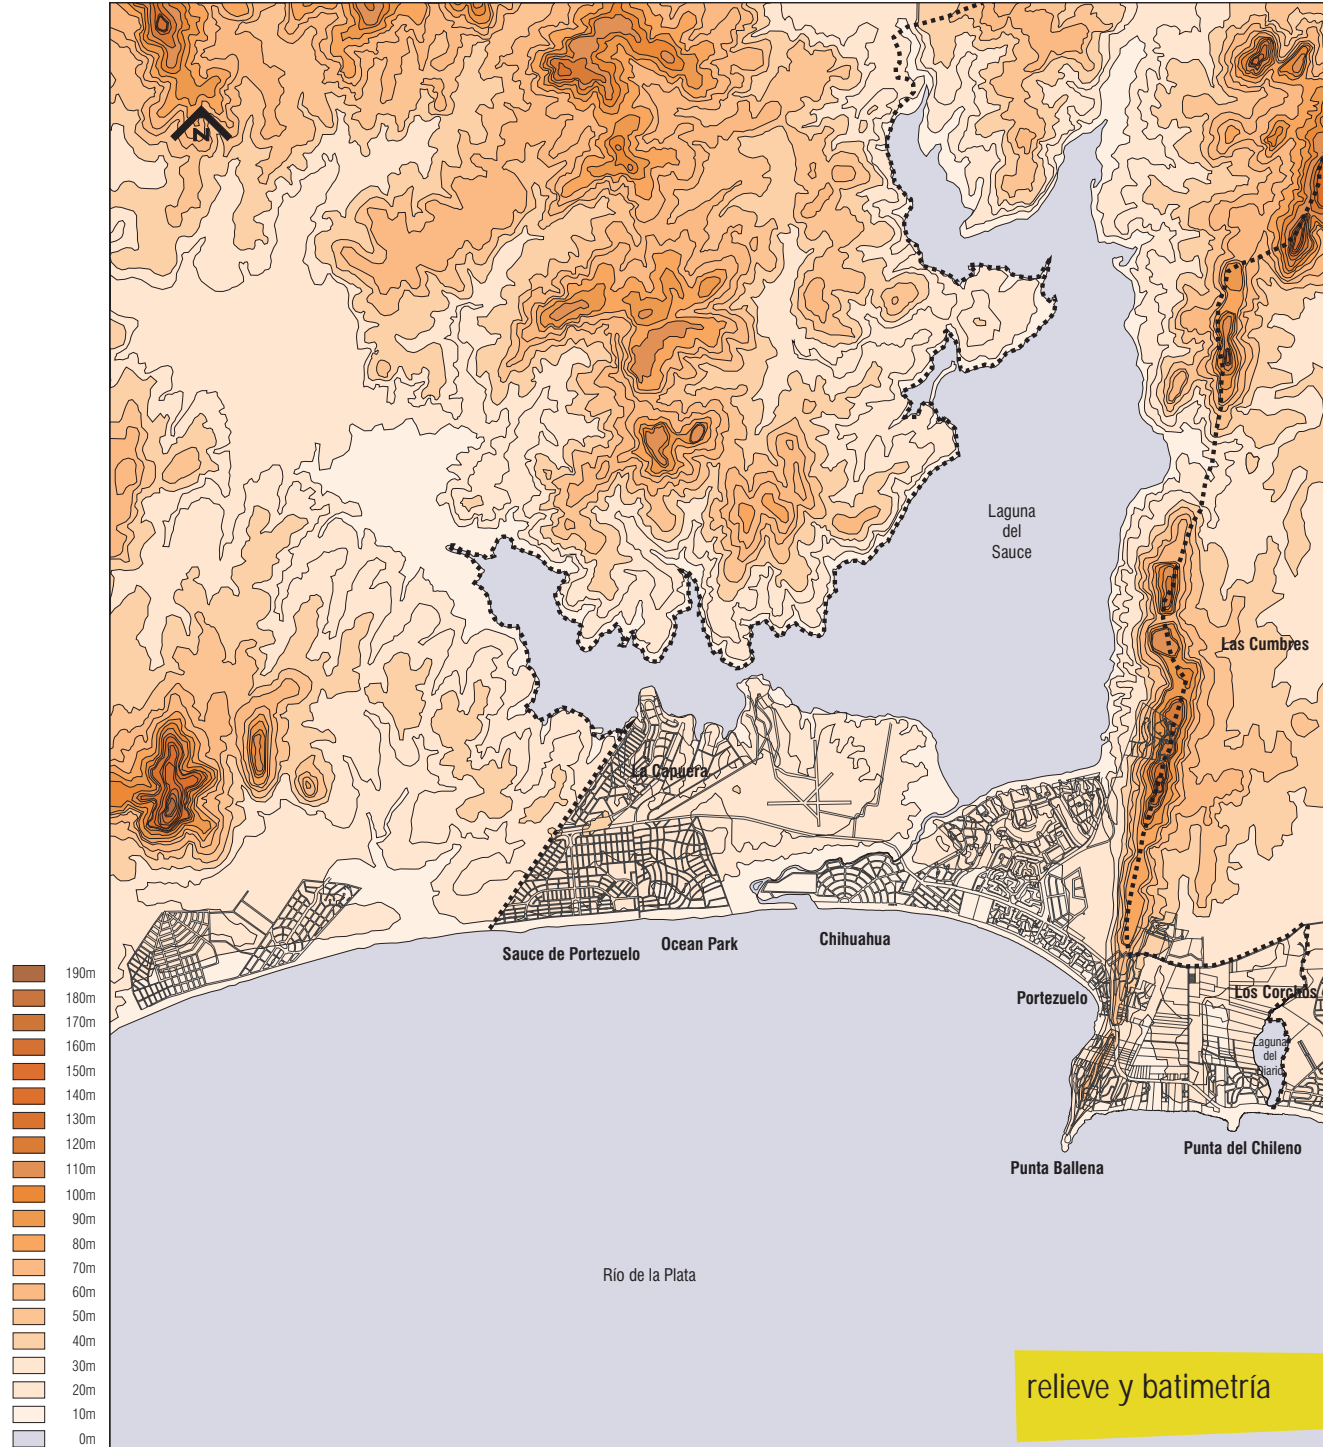 N
Laguna
del
Sauce
Las Cumbres
La Capuera
Sauce de Portezuelo
Ocean Park
Chihuahua
Portezuelo
Los Corchos
Laguna
del
Diario
Punta Ballena
Punta del Chileno
Río de la Plata
190m
180m
170m
160m
150m
140m
130m
120m
110m
100m
90m
80m
70m
60m
50m
40m
30m
20m
10m
0m
relieve y batimetría